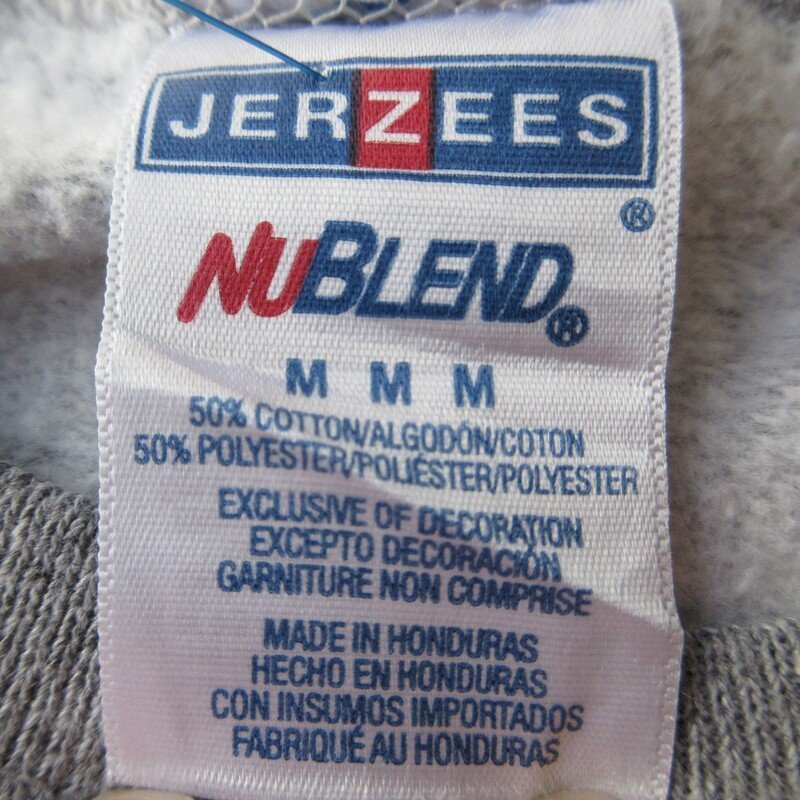 JERZEES
®
NUBLEND®
M M M
50% COTTON/ALGODÓN/COTON
50% POLYESTER/POLIÉSTER/POLYESTER
EXCLUSIVE OF DECORATION
EXCEPTO DECORACIÓN
GARNITURE NON COMPRISE
MADE IN HONDURAS
HECHO EN HONDURAS
CON INSUMOS IMPORTADOS
FABRIQUÉ AU HONDURAS